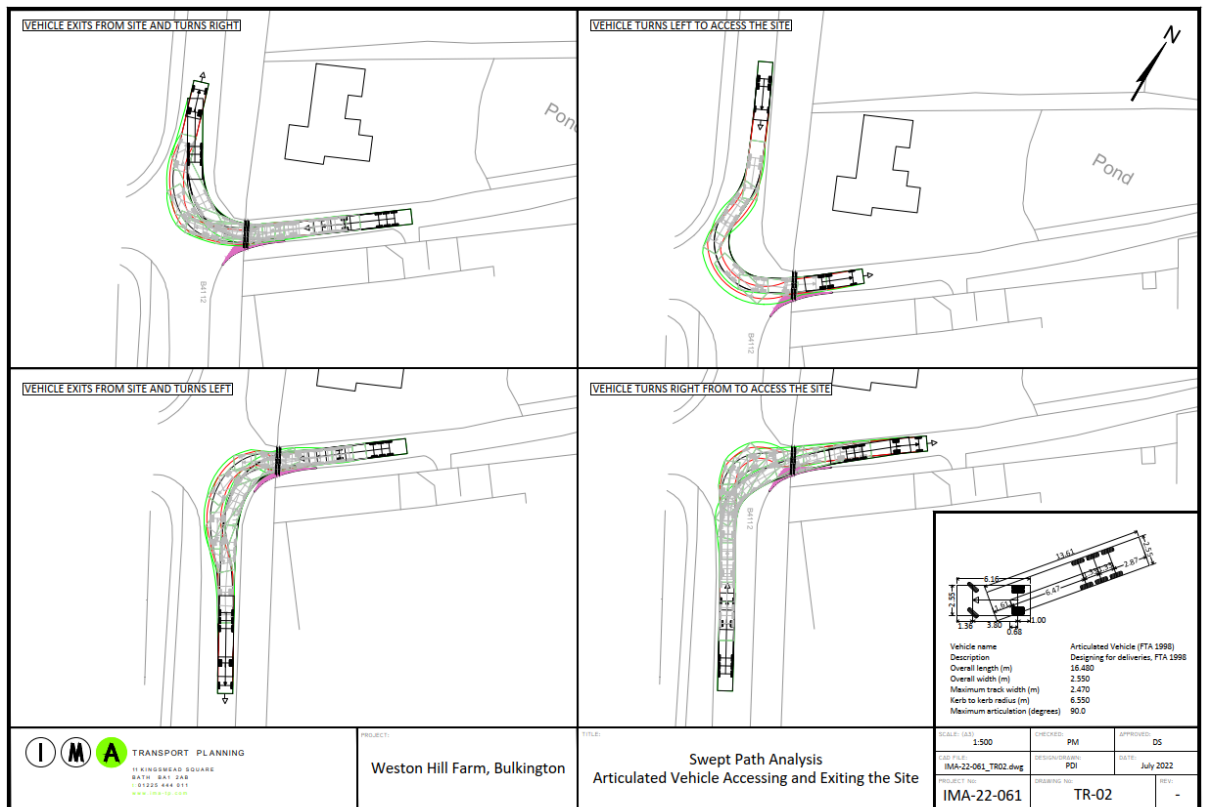 VEHICLE EXITS FROM SITE AND TURNS RIGHT
Pond
B4112
VEHICLE TURNS LEFT TO ACCESS THE SITE
N
Pond
B4112
VEHICLE EXITS FROM SITE AND TURNS LEFT
VEHICLE TURNS RIGHT FROM TO ACCESS THE SITE
B4112
13.61
2.55
6.16
2.87
6.47
2.55
1.61
1.36
3.80
1.00
0.68
Vehicle name Articulated Vehicle (FTA 1998)
Description Designing for deliveries, FTA 1998
Overall length (m) 16.480
Overall width (m) 2.550
Maximum track width (m) 2.470
Kerb to kerb radius (m) 6.550
Maximum articulation (degrees) 90.0
I M A TRANSPORT PLANNING
11 KINGSMEAD SQUARE
BATH BA1 2AB
01225 444 011
www.ima-tp.com
PROJECT:
Weston Hill Farm, Bulkington
TITLE:
Swept Path Analysis
Articulated Vehicle Accessing and Exiting the Site
SCALE: (A3) 1:500
CHECKED: PM
APPROVED: DS
CAD FILE: IMA-22-061_TR02.dwg
DESIGN/DRAWN: PDI
DATE: July 2022
PROJECT No: IMA-22-061
DRAWING No: TR-02
REV: -